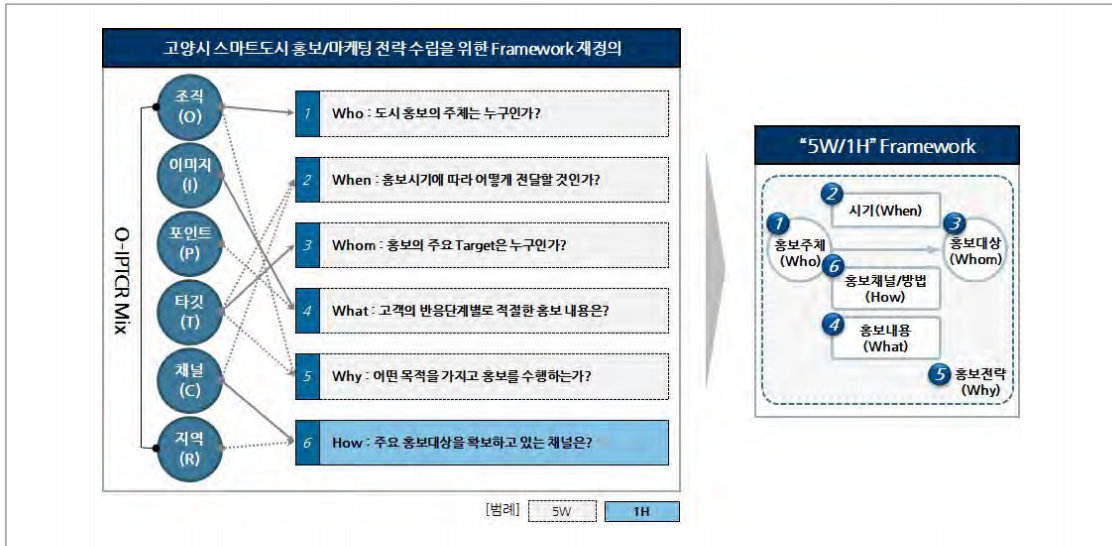 고양시 스마트도시 홍보/마케팅 전략 수립을 위한 Framework 재정의
O-IPTCR Mix
조직
(O)
이미지
(I)
포인트
(P)
타깃
(T)
채널
(C)
지역
(R)
1 Who : 도시 홍보의 주체는 누구인가?
2 When : 홍보시기에 따라 어떻게 전달할 것인가?
3 Whom : 홍보의 주요 Target은 누구인가?
4 What : 고객의 반응단계별로 적절한 홍보 내용은?
5 Why : 어떤 목적을 가지고 홍보를 수행하는가?
6 How : 주요 홍보대상을 확보하고 있는 채널은?
[범례] 5W 1H
“5W/1H” Framework
1
홍보주체
(Who)
2
시기(When)
3
홍보대상
(Whom)
6
홍보채널/방법
(How)
4
홍보내용
(What)
5 홍보전략
(Why)